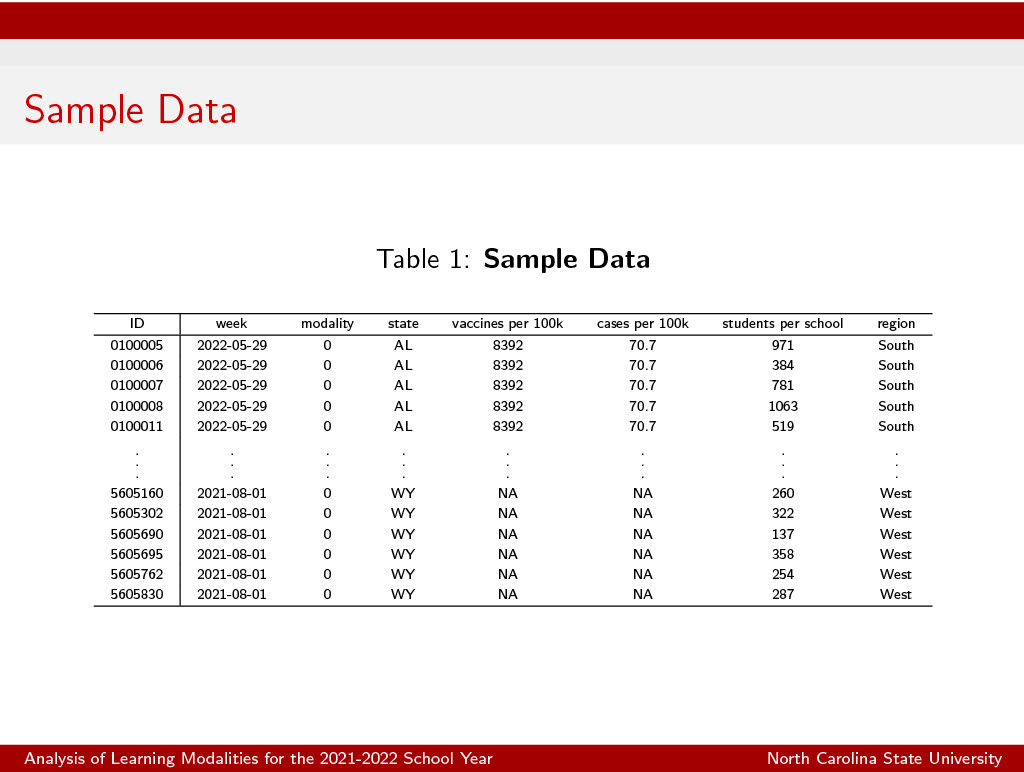 Sample Data
Table 1: Sample Data
ID week modality state vaccines per 100k cases per 100k students per school region
0100005 2022-05-29 0 AL 8392 70.7 971 South
0100006 2022-05-29 0 AL 8392 70.7 384 South
0100007 2022-05-29 0 AL 8392 70.7 781 South
0100008 2022-05-29 0 AL 8392 70.7 1063 South
0100011 2022-05-29 0 AL 8392 70.7 519 South
. . . . . . . .
. . . . . . . .
. . . . . . . .
5605160 2021-08-01 0 WY NA NA 260 West
5605302 2021-08-01 0 WY NA NA 322 West
5605690 2021-08-01 0 WY NA NA 137 West
5605695 2021-08-01 0 WY NA NA 358 West
5605762 2021-08-01 0 WY NA NA 254 West
5605830 2021-08-01 0 WY NA NA 287 West
Analysis of Learning Modalities for the 2021-2022 School Year North Carolina State University